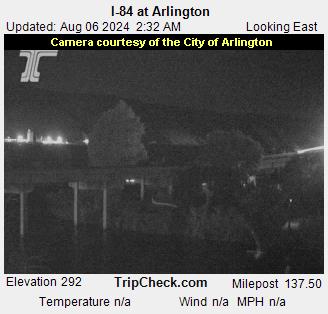 I-84 at Arlington
Updated: Aug 06 2024 2:32 AM Looking East
Camera courtesy of the City of Arlington
Elevation 292 TripCheck.com Milepost 137.50
Temperature n/a Wind n/a MPH n/a